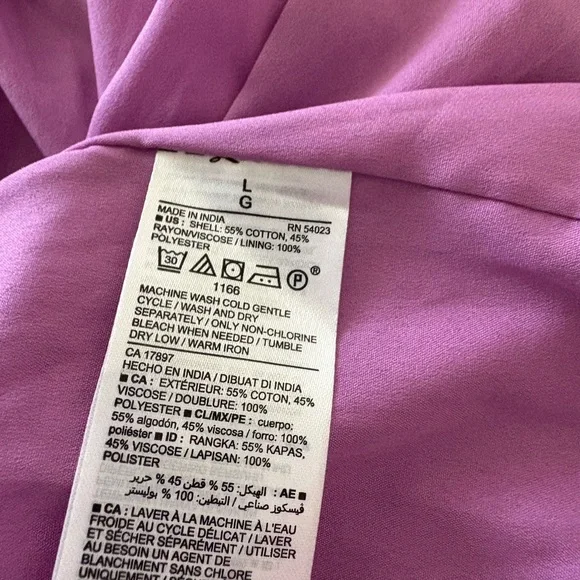 L
G
MADE IN INDIA RN 54023
■ US : SHELL: 55% COTTON, 45%
RAYON/VISCOSE / LINING: 100%
POLYESTER
30 P ®
1166
MACHINE WASH COLD GENTLE
CYCLE / WASH AND DRY
SEPARATELY / ONLY NON-CHLORINE
BLEACH WHEN NEEDED / TUMBLE
DRY LOW / WARM IRON
CA 17897
HECHO EN INDIA / DIBUAT DI INDIA
■ CA : EXTÉRIEUR: 55% COTON, 45%
VISCOSE / DOUBLURE: 100%
POLYESTER ■ CL/MX/PE : cuerpo:
55% algodón, 45% viscosa / forro: 100%
poliéster ■ ID : RANGKA: 55% KAPAS,
45% VISCOSE / LAPISAN: 100%
POLISTER
■ AE : الهيكل: 55 % قطن 45 % حرير
ڤيسكوز صناعي / التبطين: 100 % بوليستر
■ CA : LAVER À LA MACHINE À L'EAU
FROIDE AU CYCLE DÉLICAT / LAVER
ET SÉCHER SÉPARÉMENT / UTILISER
AU BESOIN UN AGENT DE
BLANCHIMENT SANS CHLORE
UNIQUEMENT / SÉCHER